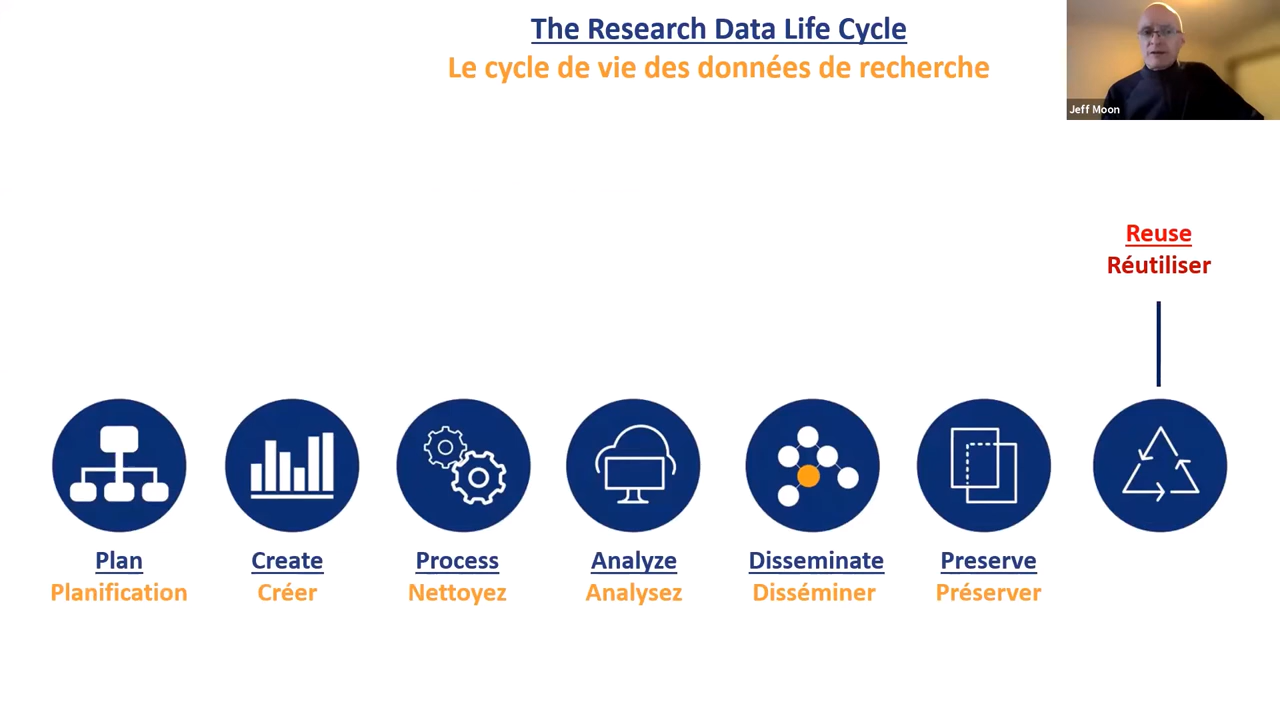 The Research Data Life Cycle
Le cycle de vie des données de recherche
Jeff Moon
Reuse
Réutiliser
Plan
Planification
Create
Créer
Process
Nettoyez
Analyze
Analysez
Disseminate
Disséminer
Preserve
Préserver